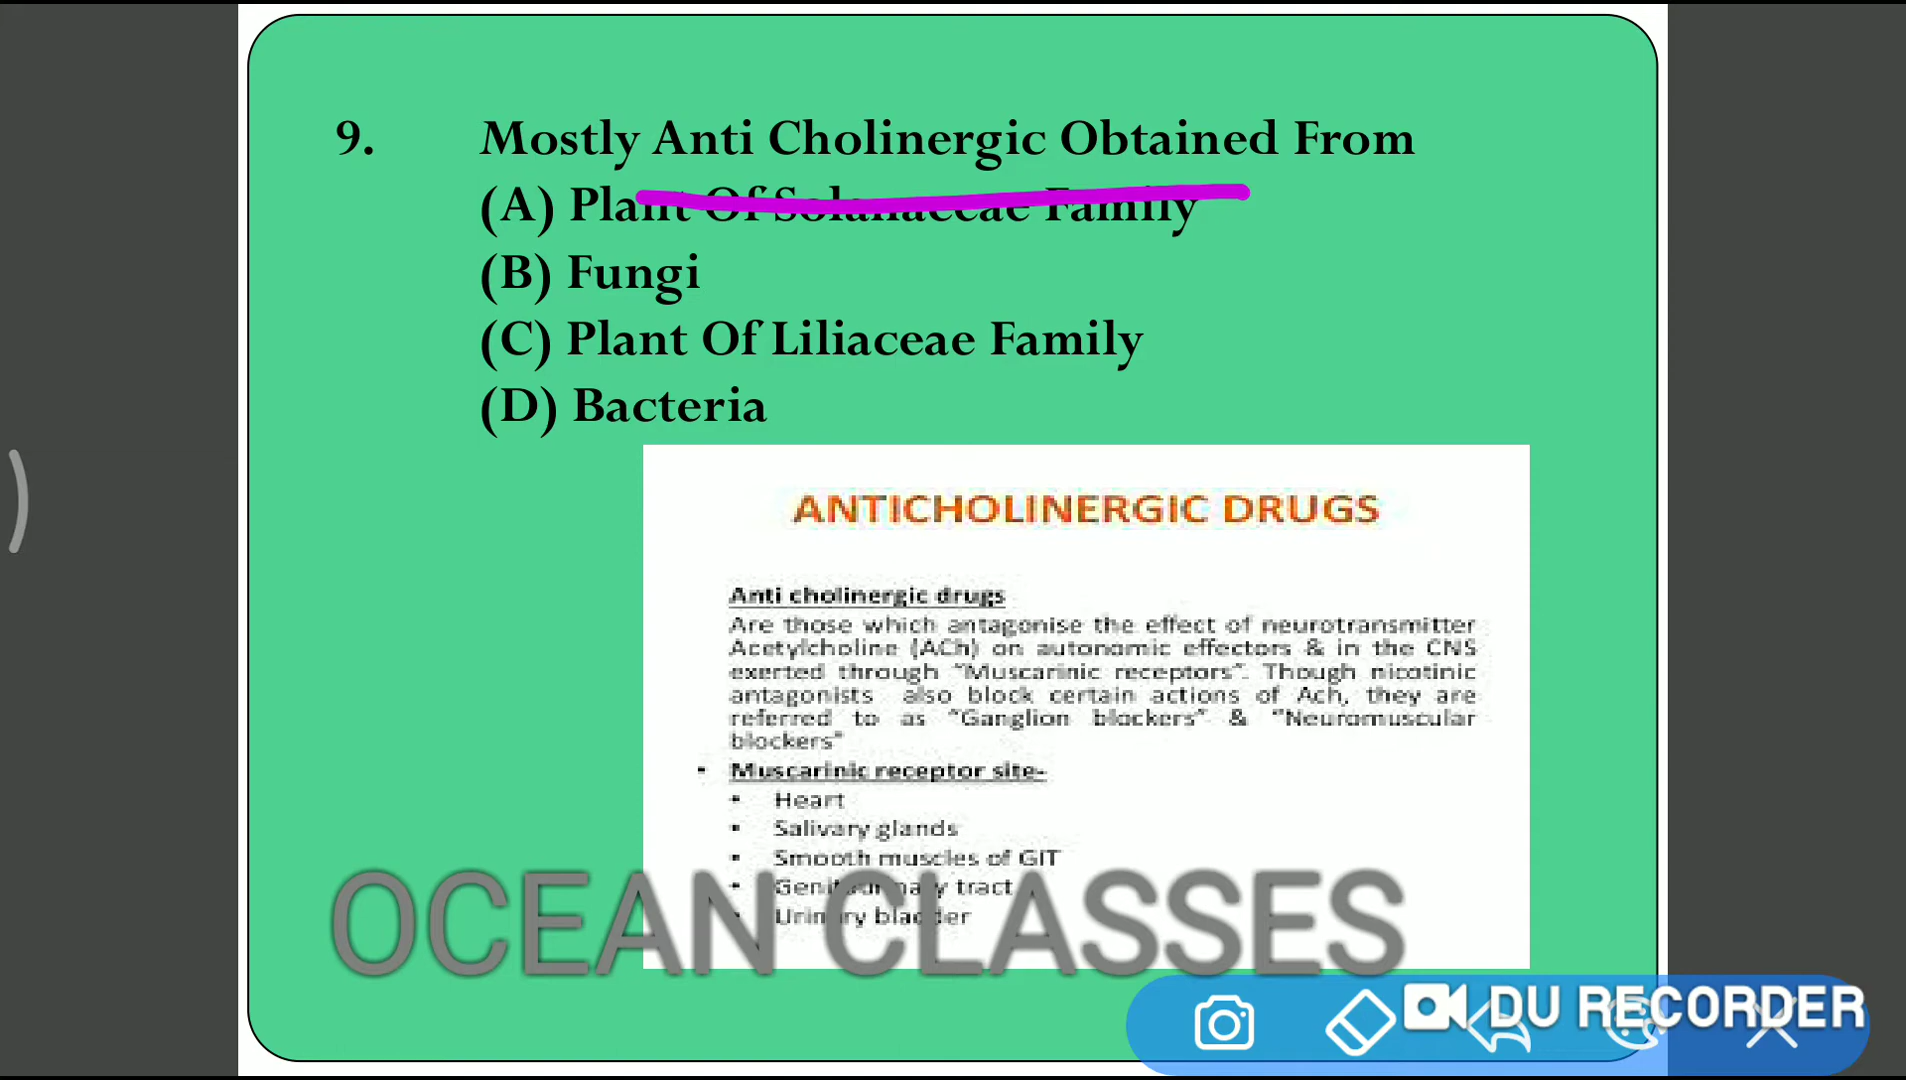 9. Mostly Anti Cholinergic Obtained From
(A) Plant Of Solanaceae Family
(B) Fungi
(C) Plant Of Liliaceae Family
(D) Bacteria
ANTICHOLINERGIC DRUGS
Anti cholinergic drugs
Are those which antagonise the effect of neurotransmitter
Acetylcholine (ACh) on autonomic effectors & in the CNS
exerted through "Muscarinic receptors". Though nicotinic
antagonists also block certain actions of Ach, they are
referred to as "Ganglion blockers" & "Neuromuscular
blockers"
• Muscarinic receptor site-
• Heart
• Salivary glands
• Smooth muscles of GIT
• Genitourinary tract
• Urinary bladder
OCEAN CLASSES
DU RECORDER